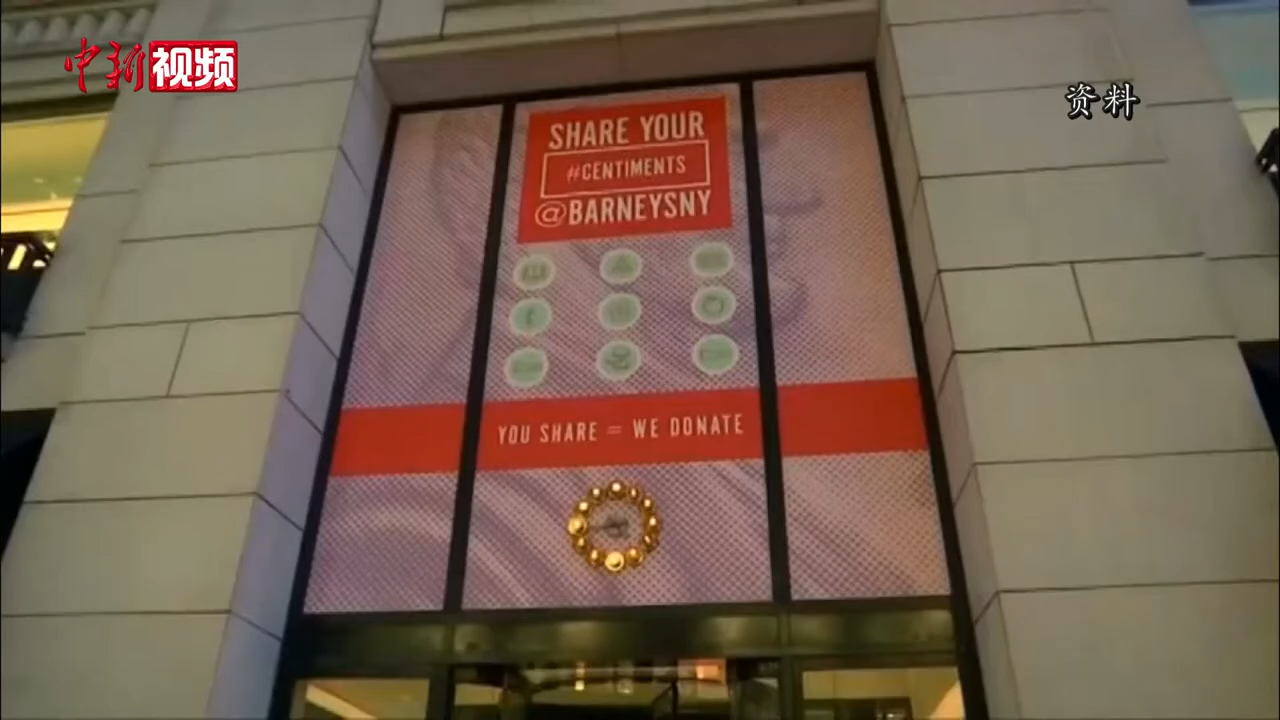 中新视频
资料
SHARE YOUR
#CENTIMENTS
@BARNEYSNY
YOU SHARE = WE DONATE